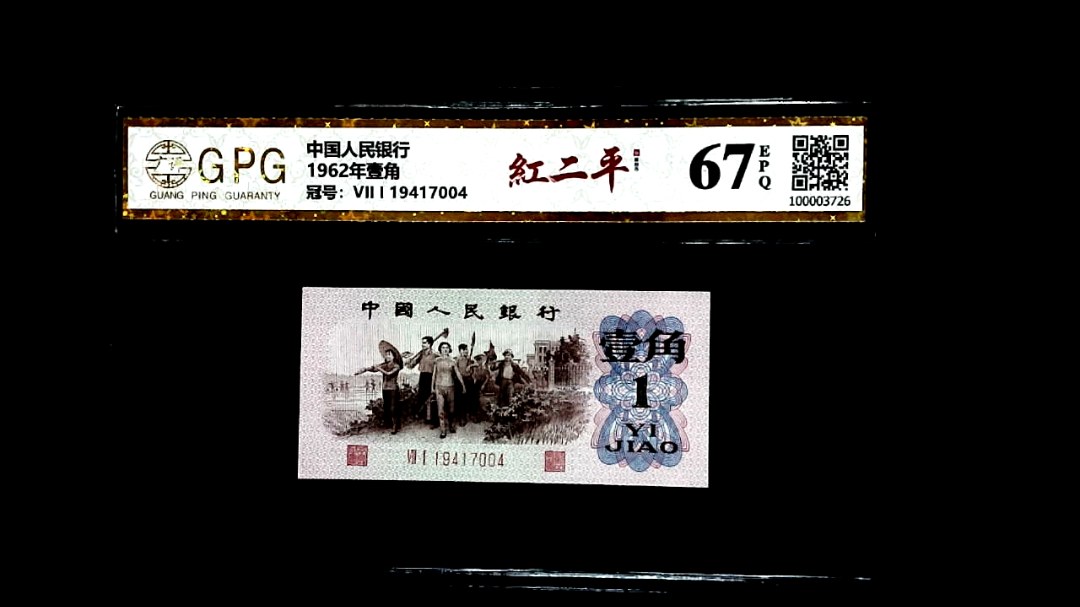 GPG
GUANG PING GUARANTY
中国人民银行
1962年壹角
冠号：VII I 19417004
紅二平
67
EPQ
100003726
中國人民銀行
壹角
1
YI
JIAO
VII I 19417004